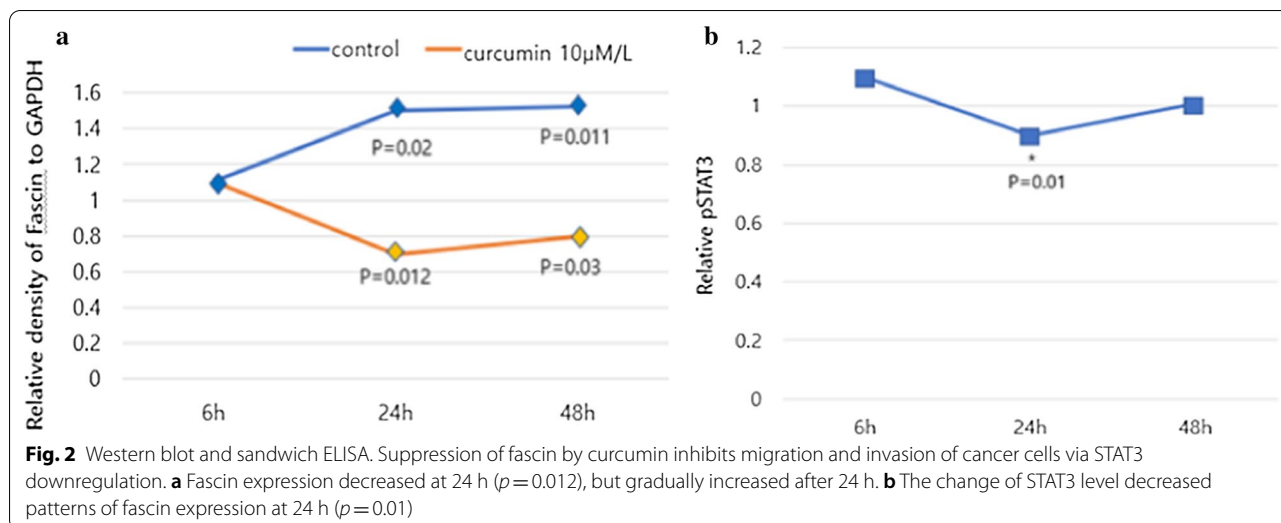 a
control curcumin 10μM/L
Relative density of Fascin to GAPDH
1.6
1.4
1.2
1
0.8
0.6
0.4
0.2
0
P=0.02
P=0.011
P=0.012
P=0.03
6h 24h 48h
b
Relative pSTAT3
1.2
1
0.8
0.6
0.4
0.2
0
*
P=0.01
6h 24h 48h
Fig. 2 Western blot and sandwich ELISA. Suppression of fascin by curcumin inhibits migration and invasion of cancer cells via STAT3
downregulation. a Fascin expression decreased at 24 h (p = 0.012), but gradually increased after 24 h. b The change of STAT3 level decreased
patterns of fascin expression at 24 h (p = 0.01)